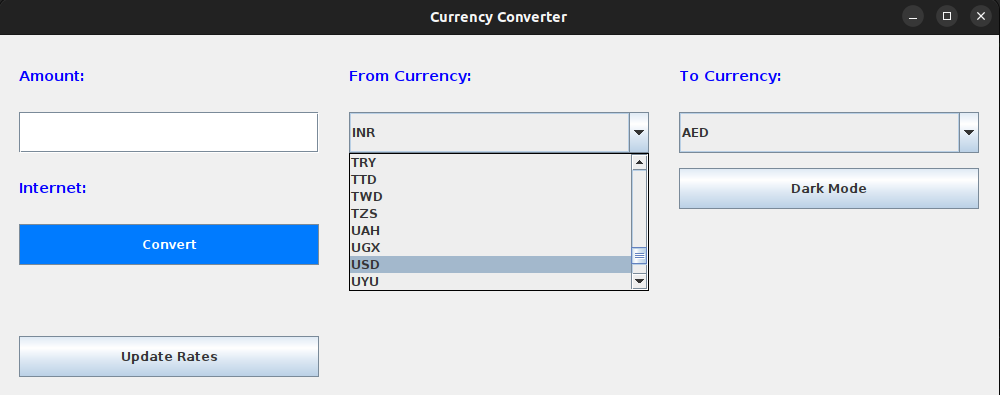 Currency Converter
Amount:
From Currency:
To Currency:
INR
AED
TRY
TTD
TWD
TZS
UAH
UGX
USD
UYU
Dark Mode
Internet:
Convert
Update Rates